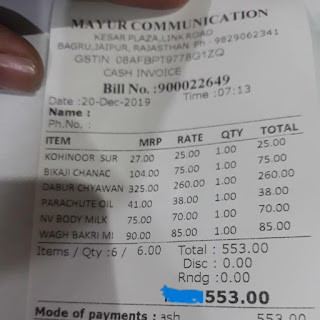 MAYUR COMMUNICATION
KESAR PLAZA,LINK ROAD
BAGRU,JAIPUR, RAJASTHAN Ph : 9829062341
GSTIN 08AFBPT9778G1ZQ
CASH INVOICE
Bill No. :900022649
Date :20-Dec-2019 Time :07:13
Name :
Ph.No. :
ITEM MRP RATE QTY TOTAL
KOHINOOR SUR 27.00 25.00 1.00 25.00
BIKAJI CHANAC 104.00 75.00 1.00 75.00
DABUR CHYAWAN 325.00 260.00 1.00 260.00
PARACHUTE OIL 41.00 38.00 1.00 38.00
NV BODY MILK 75.00 70.00 1.00 70.00
WAGH BAKRI MI 90.00 85.00 1.00 85.00
Items / Qty :6 / 6.00 Total : 553.00
Disc : 0.00
Rndg :0.00
553.00
Mode of payments : 553.00